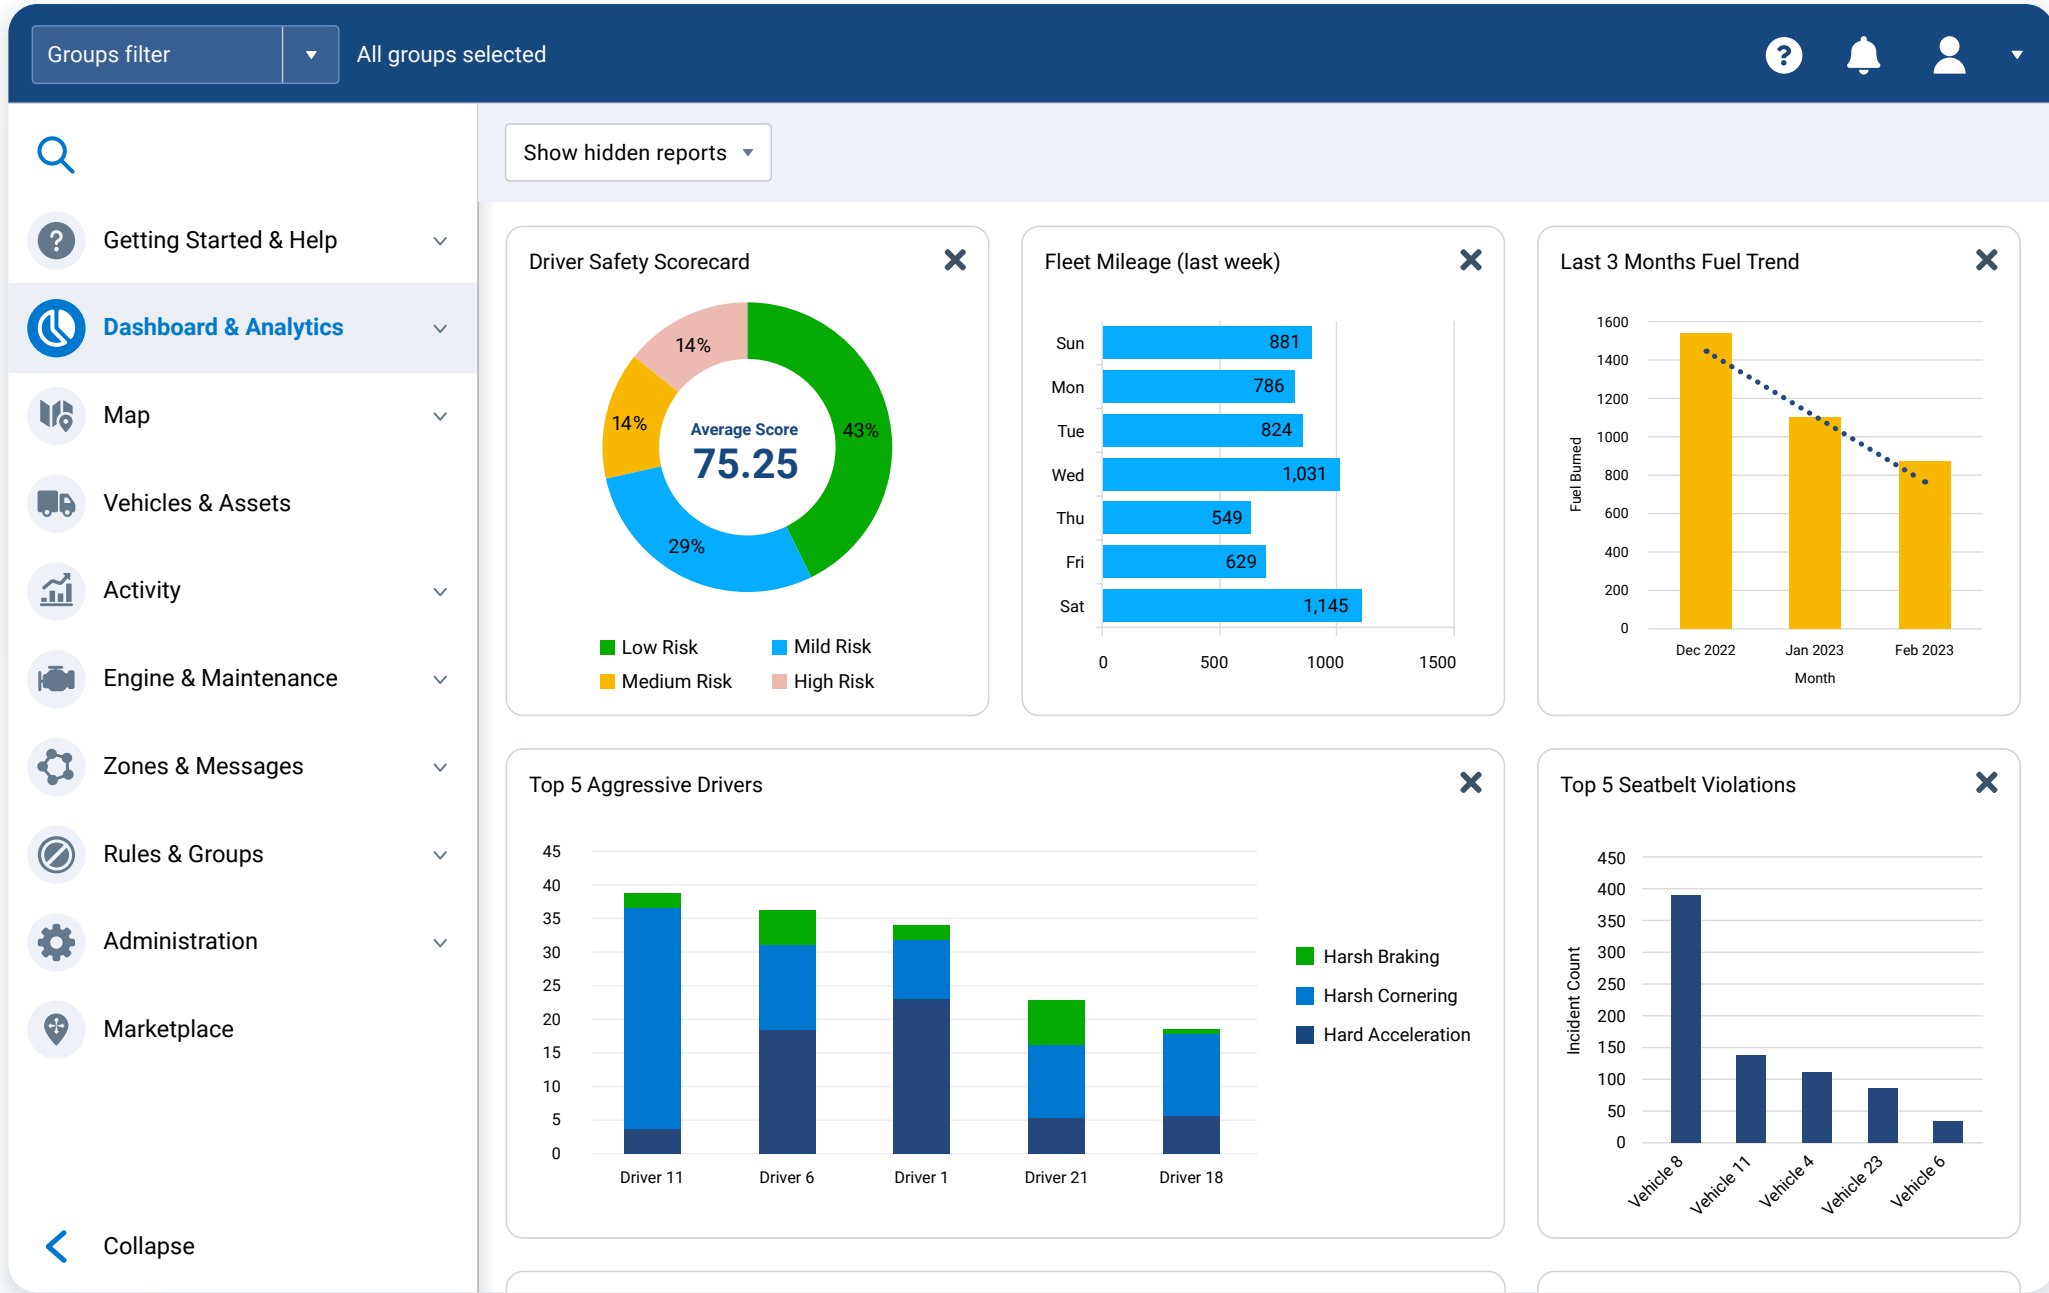 Groups filter
All groups selected
Show hidden reports
Getting Started & Help
Dashboard & Analytics
Map
Vehicles & Assets
Activity
Engine & Maintenance
Zones & Messages
Rules & Groups
Administration
Marketplace
Collapse
Driver Safety Scorecard
14%
14%
43%
29%
Average Score
75.25
Low Risk
Mild Risk
Medium Risk
High Risk
Fleet Mileage (last week)
Sun 881
Mon 786
Tue 824
Wed 1,031
Thu 549
Fri 629
Sat 1,145
0 500 1000 1500
Last 3 Months Fuel Trend
Fuel Burned
1600
1400
1200
1000
800
600
400
200
0
Dec 2022 Jan 2023 Feb 2023
Month
Top 5 Aggressive Drivers
45
40
35
30
25
20
15
10
5
0
Driver 11 Driver 6 Driver 1 Driver 21 Driver 18
Harsh Braking
Harsh Cornering
Hard Acceleration
Top 5 Seatbelt Violations
Incident Count
450
400
350
300
250
200
150
100
50
0
Vehicle 8 Vehicle 11 Vehicle 4 Vehicle 23 Vehicle 6